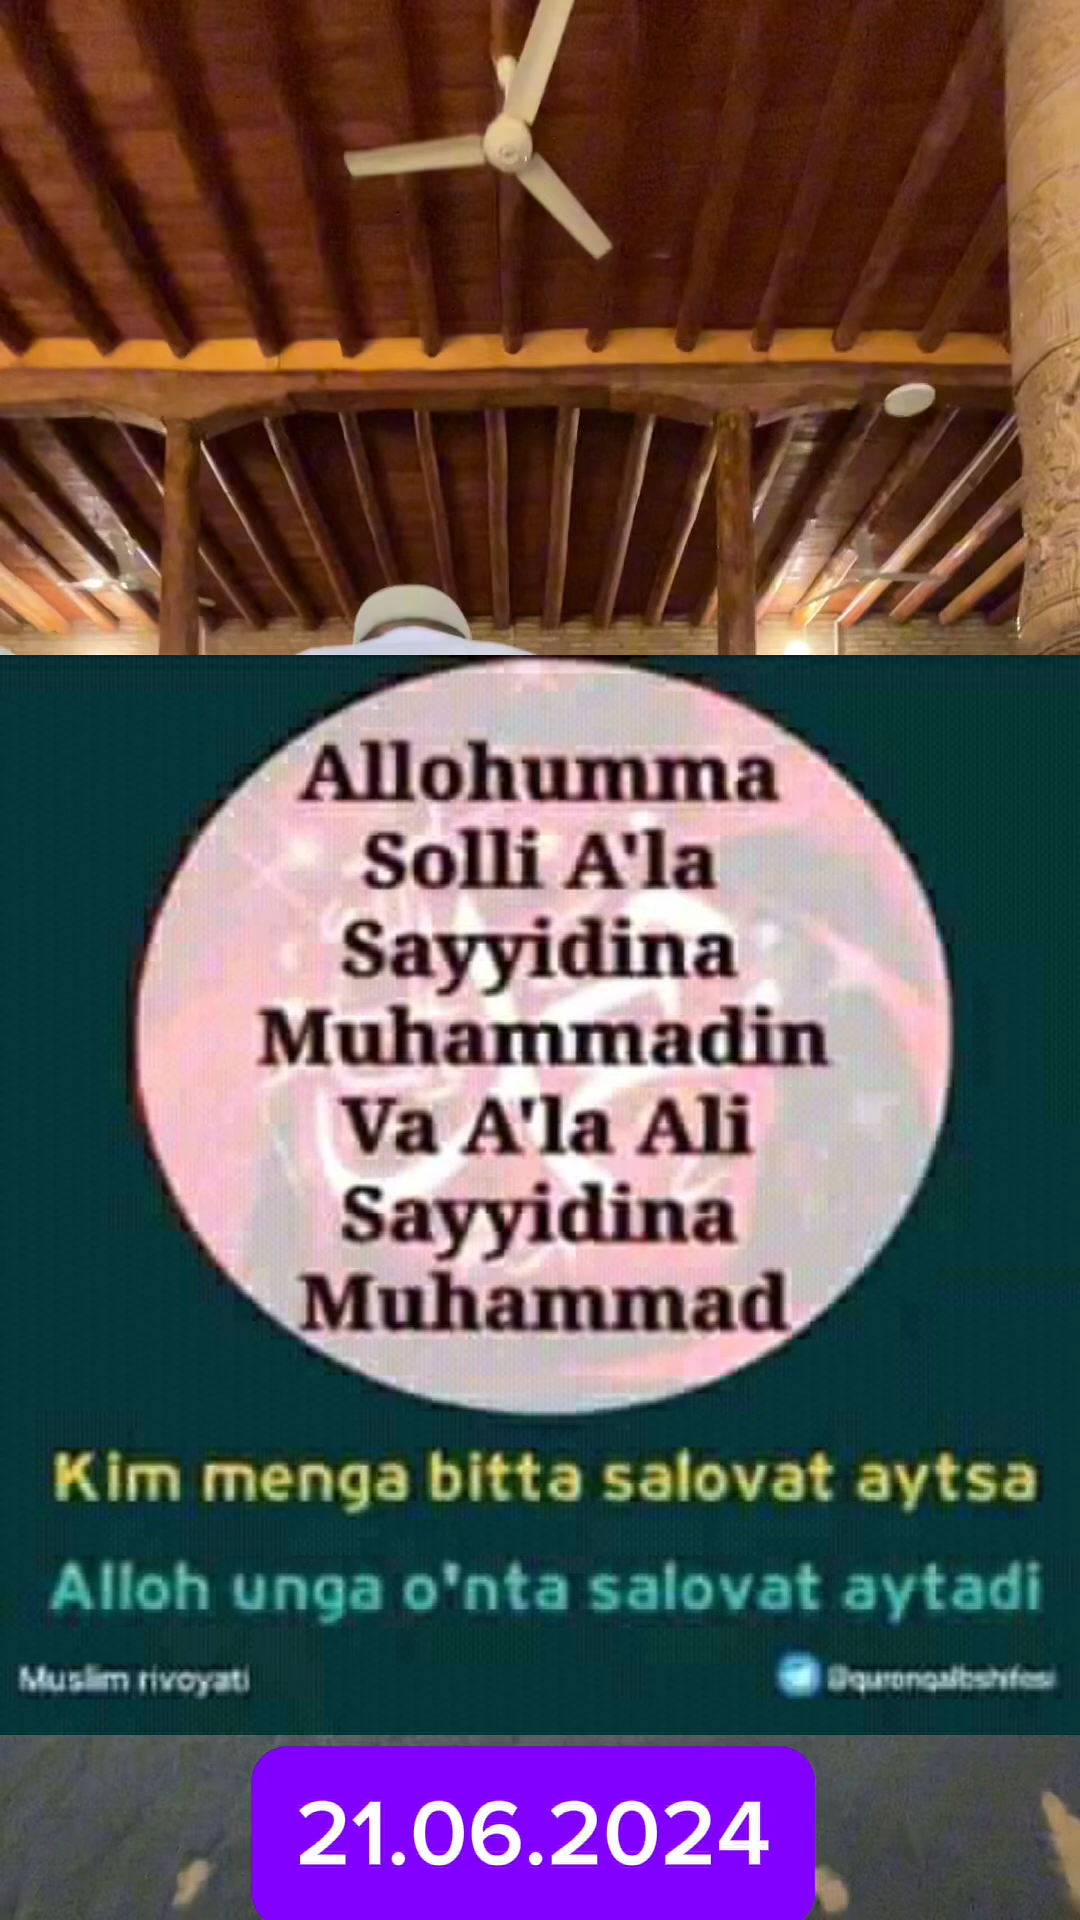 Allohumma
Solli A'la
Sayyidina
Muhammadin
Va A'la Ali
Sayyidina
Muhammad
Kim menga bitta salovat aytsa
Alloh unga o'nta salovat aytadi
Muslim rivoyati
@quronqalbshifosi
21.06.2024